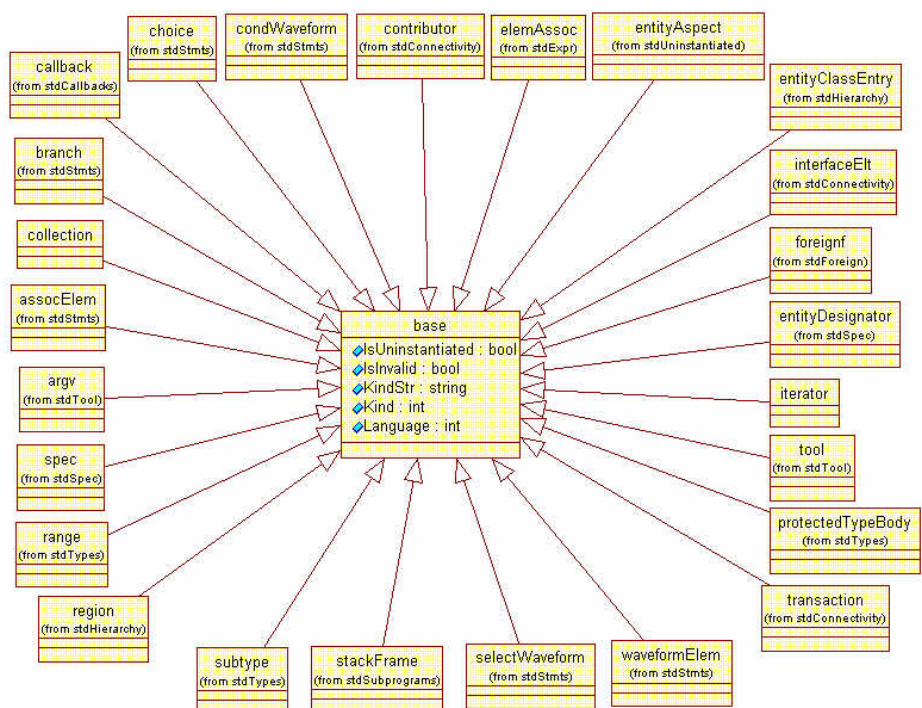 choice
(from stdStmts)
condWaveform
(from stdStmts)
contributor
(from stdConnectivity)
elemAssoc
(from stdExpr)
entityAspect
(from stdUninstantiated)
callback
(from stdCallbacks)
entityClassEntry
(from stdHierarchy)
branch
(from stdStmts)
interfaceElt
(from stdConnectivity)
collection
foreignf
(from stdForeign)
assocElem
(from stdStmts)
entityDesignator
(from stdSpec)
base
IsUninstantiated : bool
IsInvalid : bool
KindStr : string
Kind : int
Language : int
argv
(from stdTool)
iterator
spec
(from stdSpec)
tool
(from stdTool)
range
(from stdTypes)
protectedTypeBody
(from stdTypes)
region
(from stdHierarchy)
transaction
(from stdConnectivity)
subtype
(from stdTypes)
stackFrame
(from stdSubprograms)
selectWaveform
(from stdStmts)
waveformElem
(from stdStmts)